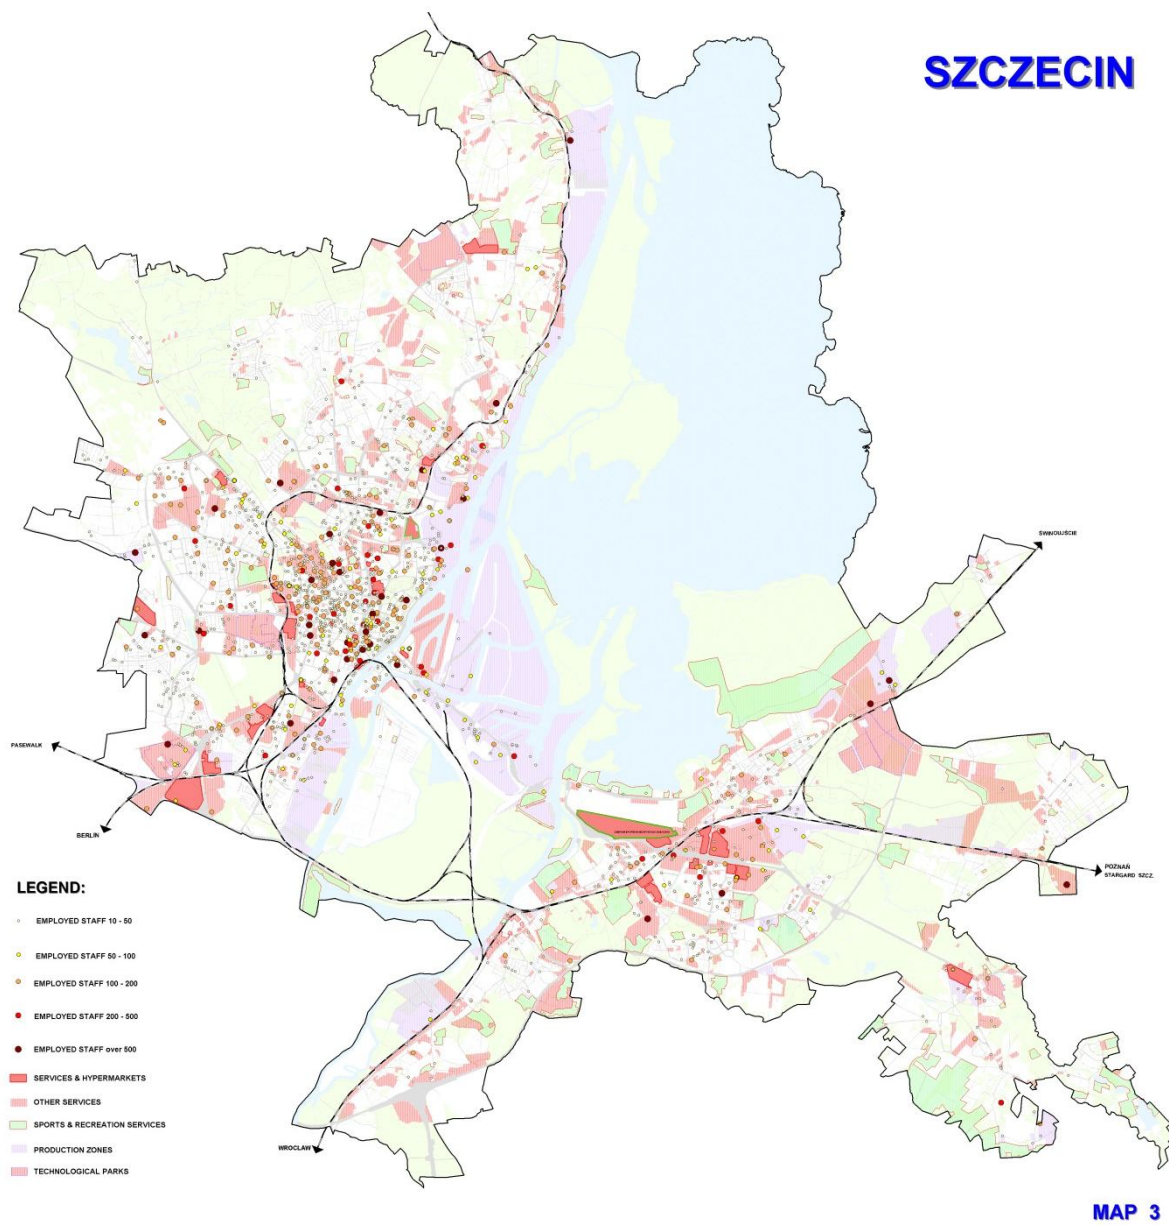 SZCZECIN
ŚWINOUJŚCIE
PASEWALK
BERLIN
POZNAŃ
STARGARD SZCZ.
WROCŁAW
LEGEND:
EMPLOYED STAFF 10 - 50
EMPLOYED STAFF 50 - 100
EMPLOYED STAFF 100 - 200
EMPLOYED STAFF 200 - 500
EMPLOYED STAFF over 500
SERVICES & HYPERMARKETS
OTHER SERVICES
SPORTS & RECREATION SERVICES
PRODUCTION ZONES
TECHNOLOGICAL PARKS
MAP 3